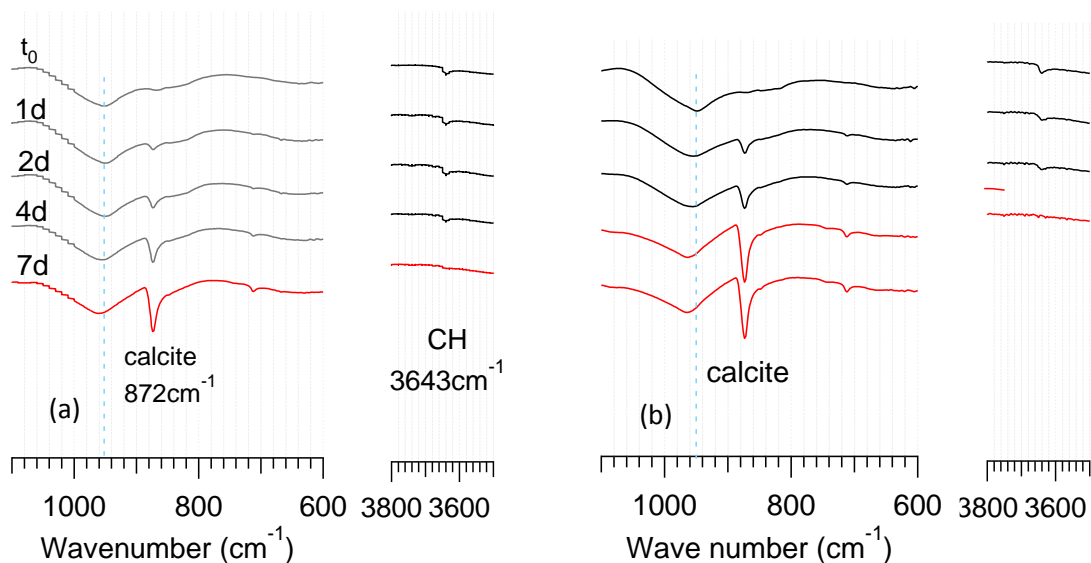 t0
1d
2d
4d
7d
calcite
872cm-1
(a)
CH
3643cm-1
1000 800 600
3800 3600
Wavenumber (cm-1)
calcite
(b)
1000 800 600
3800 3600
Wave number (cm-1)